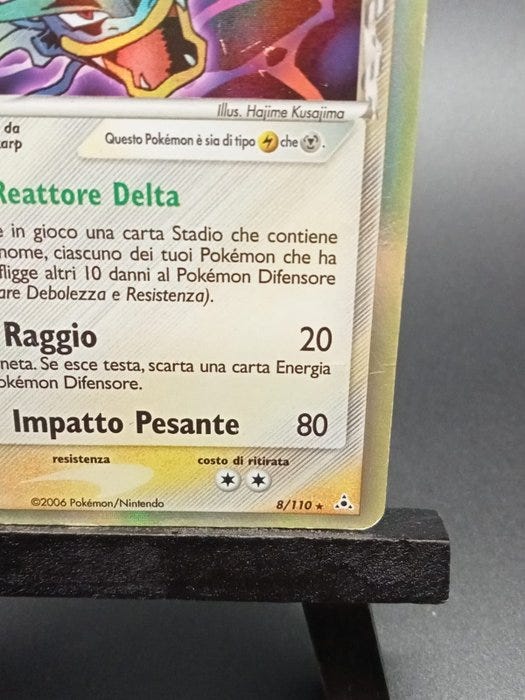 Illus. Hajime Kusajima
da
arp
Questo Pokémon è sia di tipo che .
Reattore Delta
e in gioco una carta Stadio che contiene
nome, ciascuno dei tuoi Pokémon che ha
fligge altri 10 danni al Pokémon Difensore
are Debolezza e Resistenza).
Raggio 20
neta. Se esce testa, scarta una carta Energia
okémon Difensore.
Impatto Pesante 80
resistenza costo di ritirata
©2006 Pokémon/Nintendo 8/110 ★